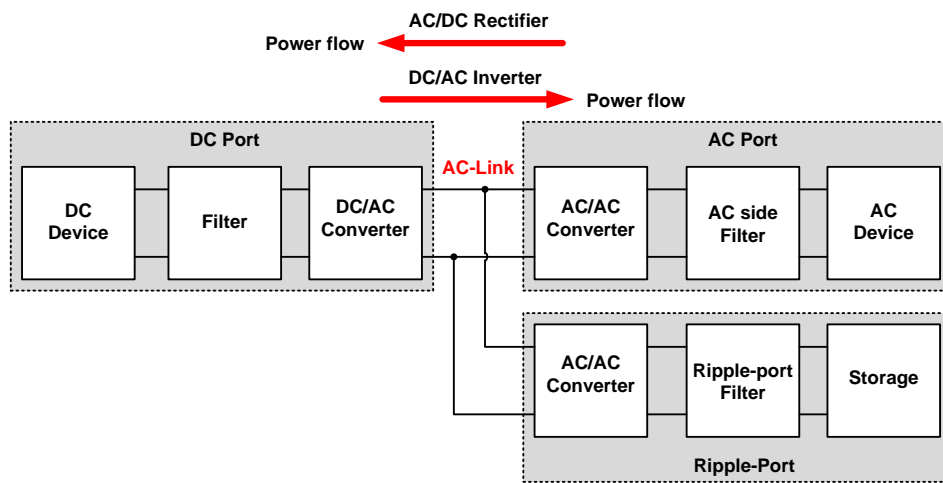 AC/DC Rectifier
Power flow
DC/AC Inverter
Power flow
DC Port
AC Port
AC-Link
DC
Device
Filter
DC/AC
Converter
AC/AC
Converter
AC side
Filter
AC
Device
AC/AC
Converter
Ripple-port
Filter
Storage
Ripple-Port